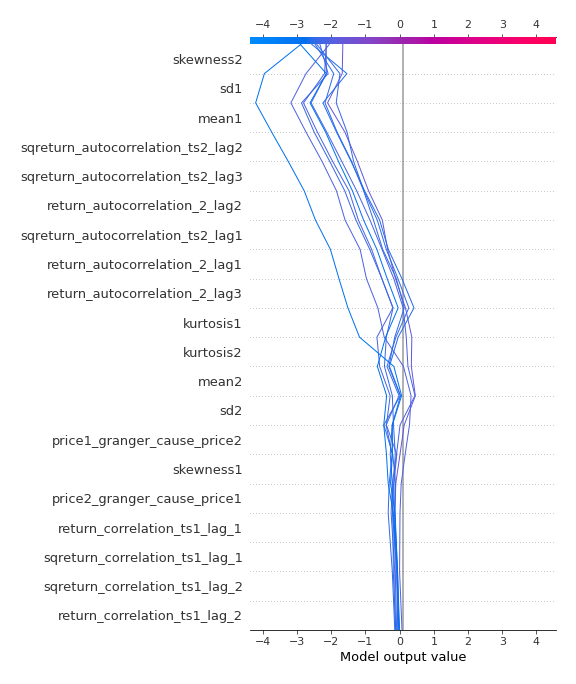 −4 −3 −2 −1 0 1 2 3 4
skewness2
sd1
mean1
sqreturn_autocorrelation_ts2_lag2
sqreturn_autocorrelation_ts2_lag3
return_autocorrelation_2_lag2
sqreturn_autocorrelation_ts2_lag1
return_autocorrelation_2_lag1
return_autocorrelation_2_lag3
kurtosis1
kurtosis2
mean2
sd2
price1_granger_cause_price2
skewness1
price2_granger_cause_price1
return_correlation_ts1_lag_1
sqreturn_correlation_ts1_lag_1
sqreturn_correlation_ts1_lag_2
return_correlation_ts1_lag_2
−4 −3 −2 −1 0 1 2 3 4
Model output value